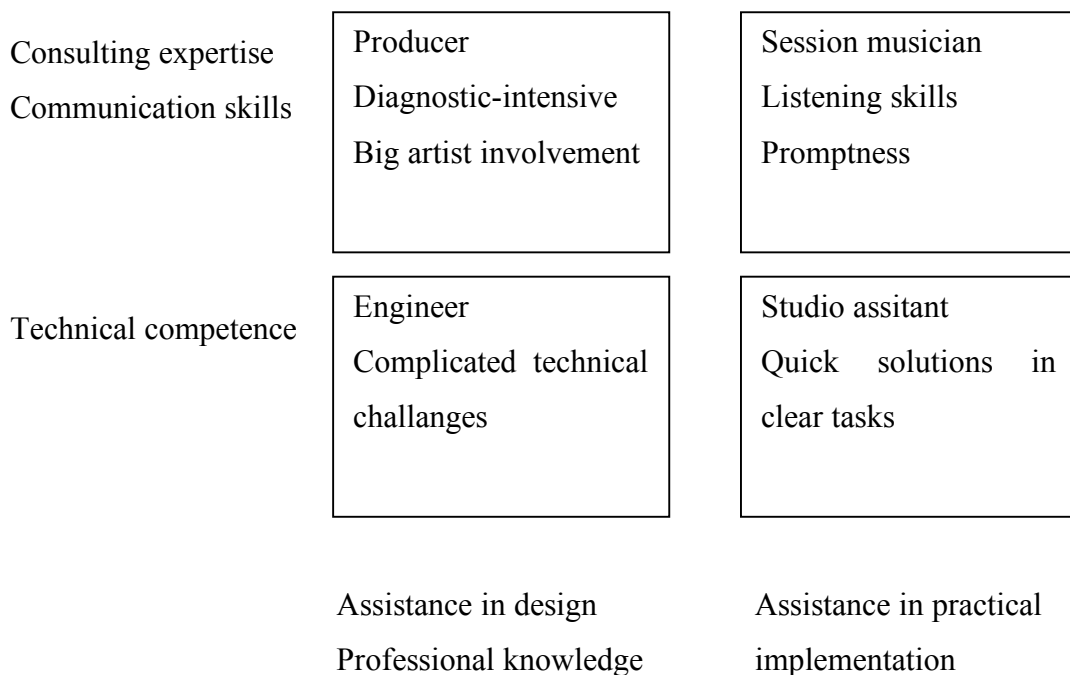 Consulting expertise
Communication skills
Producer
Diagnostic-intensive
Big artist involvement
Session musician
Listening skills
Promptness
Technical competence
Engineer
Complicated technical
challanges
Studio assitant
Quick solutions in
clear tasks
Assistance in design
Professional knowledge
Assistance in practical
implementation